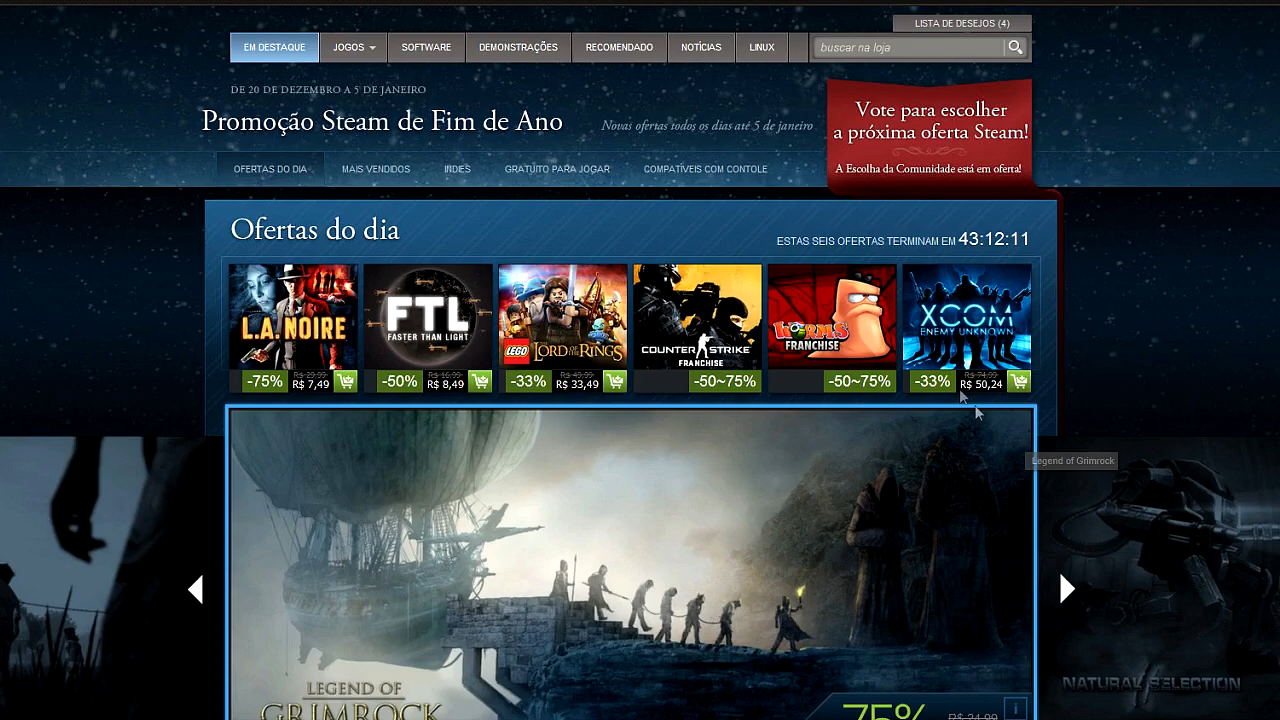 LISTA DE DESEJOS (4)
EM DESTAQUE JOGOS SOFTWARE DEMONSTRAÇÕES RECOMENDADO NOTÍCIAS LINUX buscar na loja
DE 20 DE DEZEMBRO A 5 DE JANEIRO
Promoção Steam de Fim de Ano
Novas ofertas todos os dias até 5 de janeiro
Vote para escolher
a próxima oferta Steam!
A Escolha da Comunidade está em oferta!
OFERTAS DO DIA MAIS VENDIDOS INDIES GRATUITO PARA JOGAR COMPATÍVEIS COM CONTOLE
Ofertas do dia
ESTAS SEIS OFERTAS TERMINAM EM 43:12:11
L.A. NOIRE
FTL
FASTER THAN LIGHT
LEGO THE LORD OF THE RINGS
COUNTER STRIKE
FRANCHISE
WORMS
FRANCHISE
XCOM
ENEMY UNKNOWN
-75% R$ 29,99 R$ 7,49
-50% R$ 16,99 R$ 8,49
-33% R$ 49,99 R$ 33,49
-50~75%
-50~75%
-33% R$ 74,99 R$ 50,24
Legend of Grimrock
LEGEND OF
GRIMROCK
75% R$ 24,99
i
NATURAL SELECTION